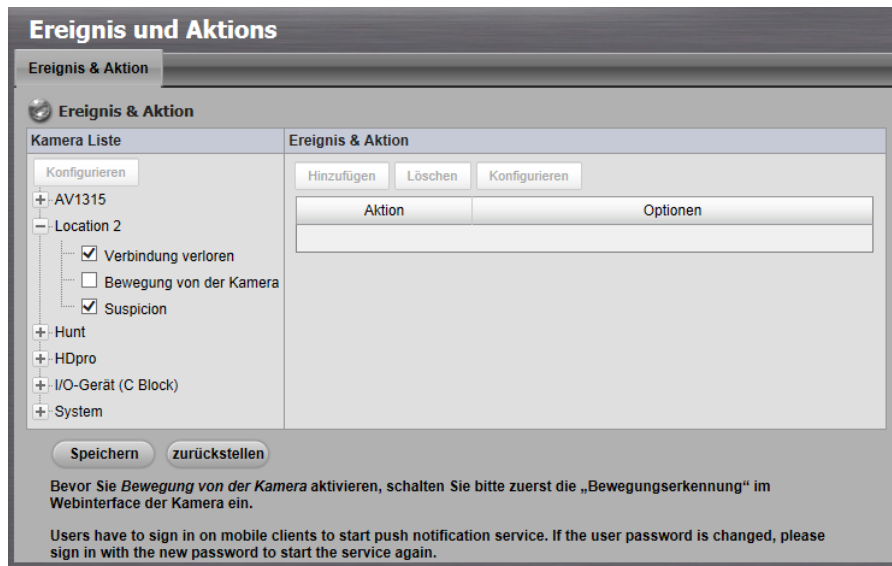 Ereignis und Aktions
Ereignis & Aktion
Ereignis & Aktion
Kamera Liste
Ereignis & Aktion
Konfigurieren
Hinzufügen
Löschen
Konfigurieren
AV1315
Aktion
Optionen
Location 2
Verbindung verloren
Bewegung von der Kamera
Suspicion
Hunt
HDpro
I/O-Gerät (C Block)
System
Speichern
zurückstellen
Bevor Sie Bewegung von der Kamera aktivieren, schalten Sie bitte zuerst die „Bewegungserkennung“ im
Webinterface der Kamera ein.
Users have to sign in on mobile clients to start push notification service. If the user password is changed, please
sign in with the new password to start the service again.